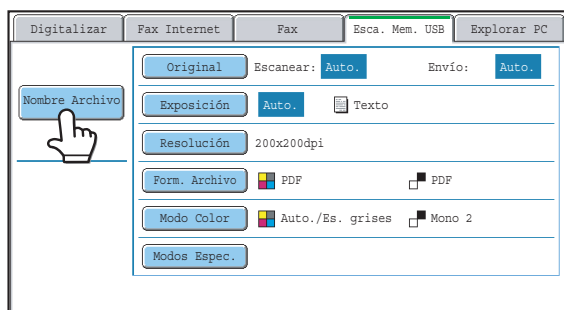 Digitalizar Fax Internet Fax Esca. Mem. USB Explorar PC
Original Escanear: Auto. Envío: Auto.
Nombre Archivo
Exposición Auto. Texto
Resolución 200x200dpi
Form. Archivo PDF PDF
Modo Color Auto./Es. grises Mono 2
Modos Espec.